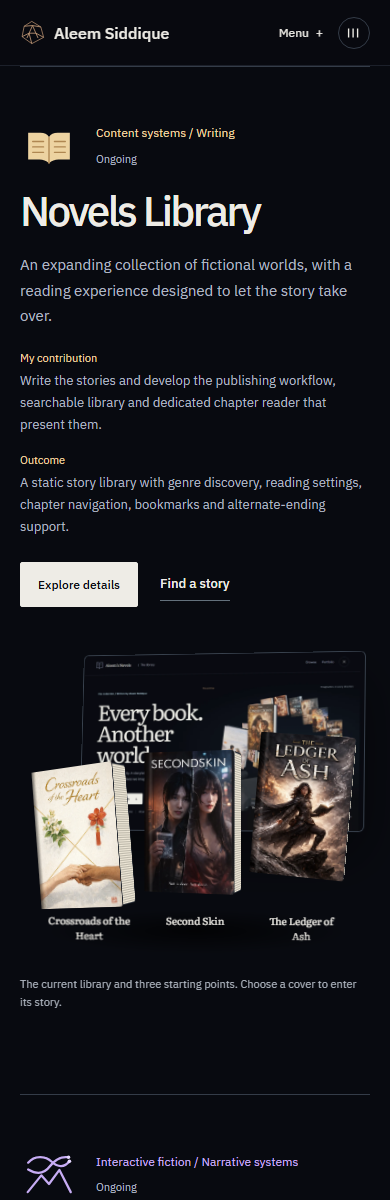 Aleem Siddique
Menu +
Content systems / Writing
Ongoing
Novels Library
An expanding collection of fictional worlds, with a
reading experience designed to let the story take
over.
My contribution
Write the stories and develop the publishing workflow,
searchable library and dedicated chapter reader that
present them.
Outcome
A static story library with genre discovery, reading settings,
chapter navigation, bookmarks and alternate-ending
support.
Explore details
Find a story
Every book.
Another
world
Crossroads
of the
Heart
SECONDSKIN
THE
LEDGER
OF
ASH
Crossroads of the
Heart
Second Skin
The Ledger of
Ash
The current library and three starting points. Choose a cover to enter
its story.
Interactive fiction / Narrative systems
Ongoing